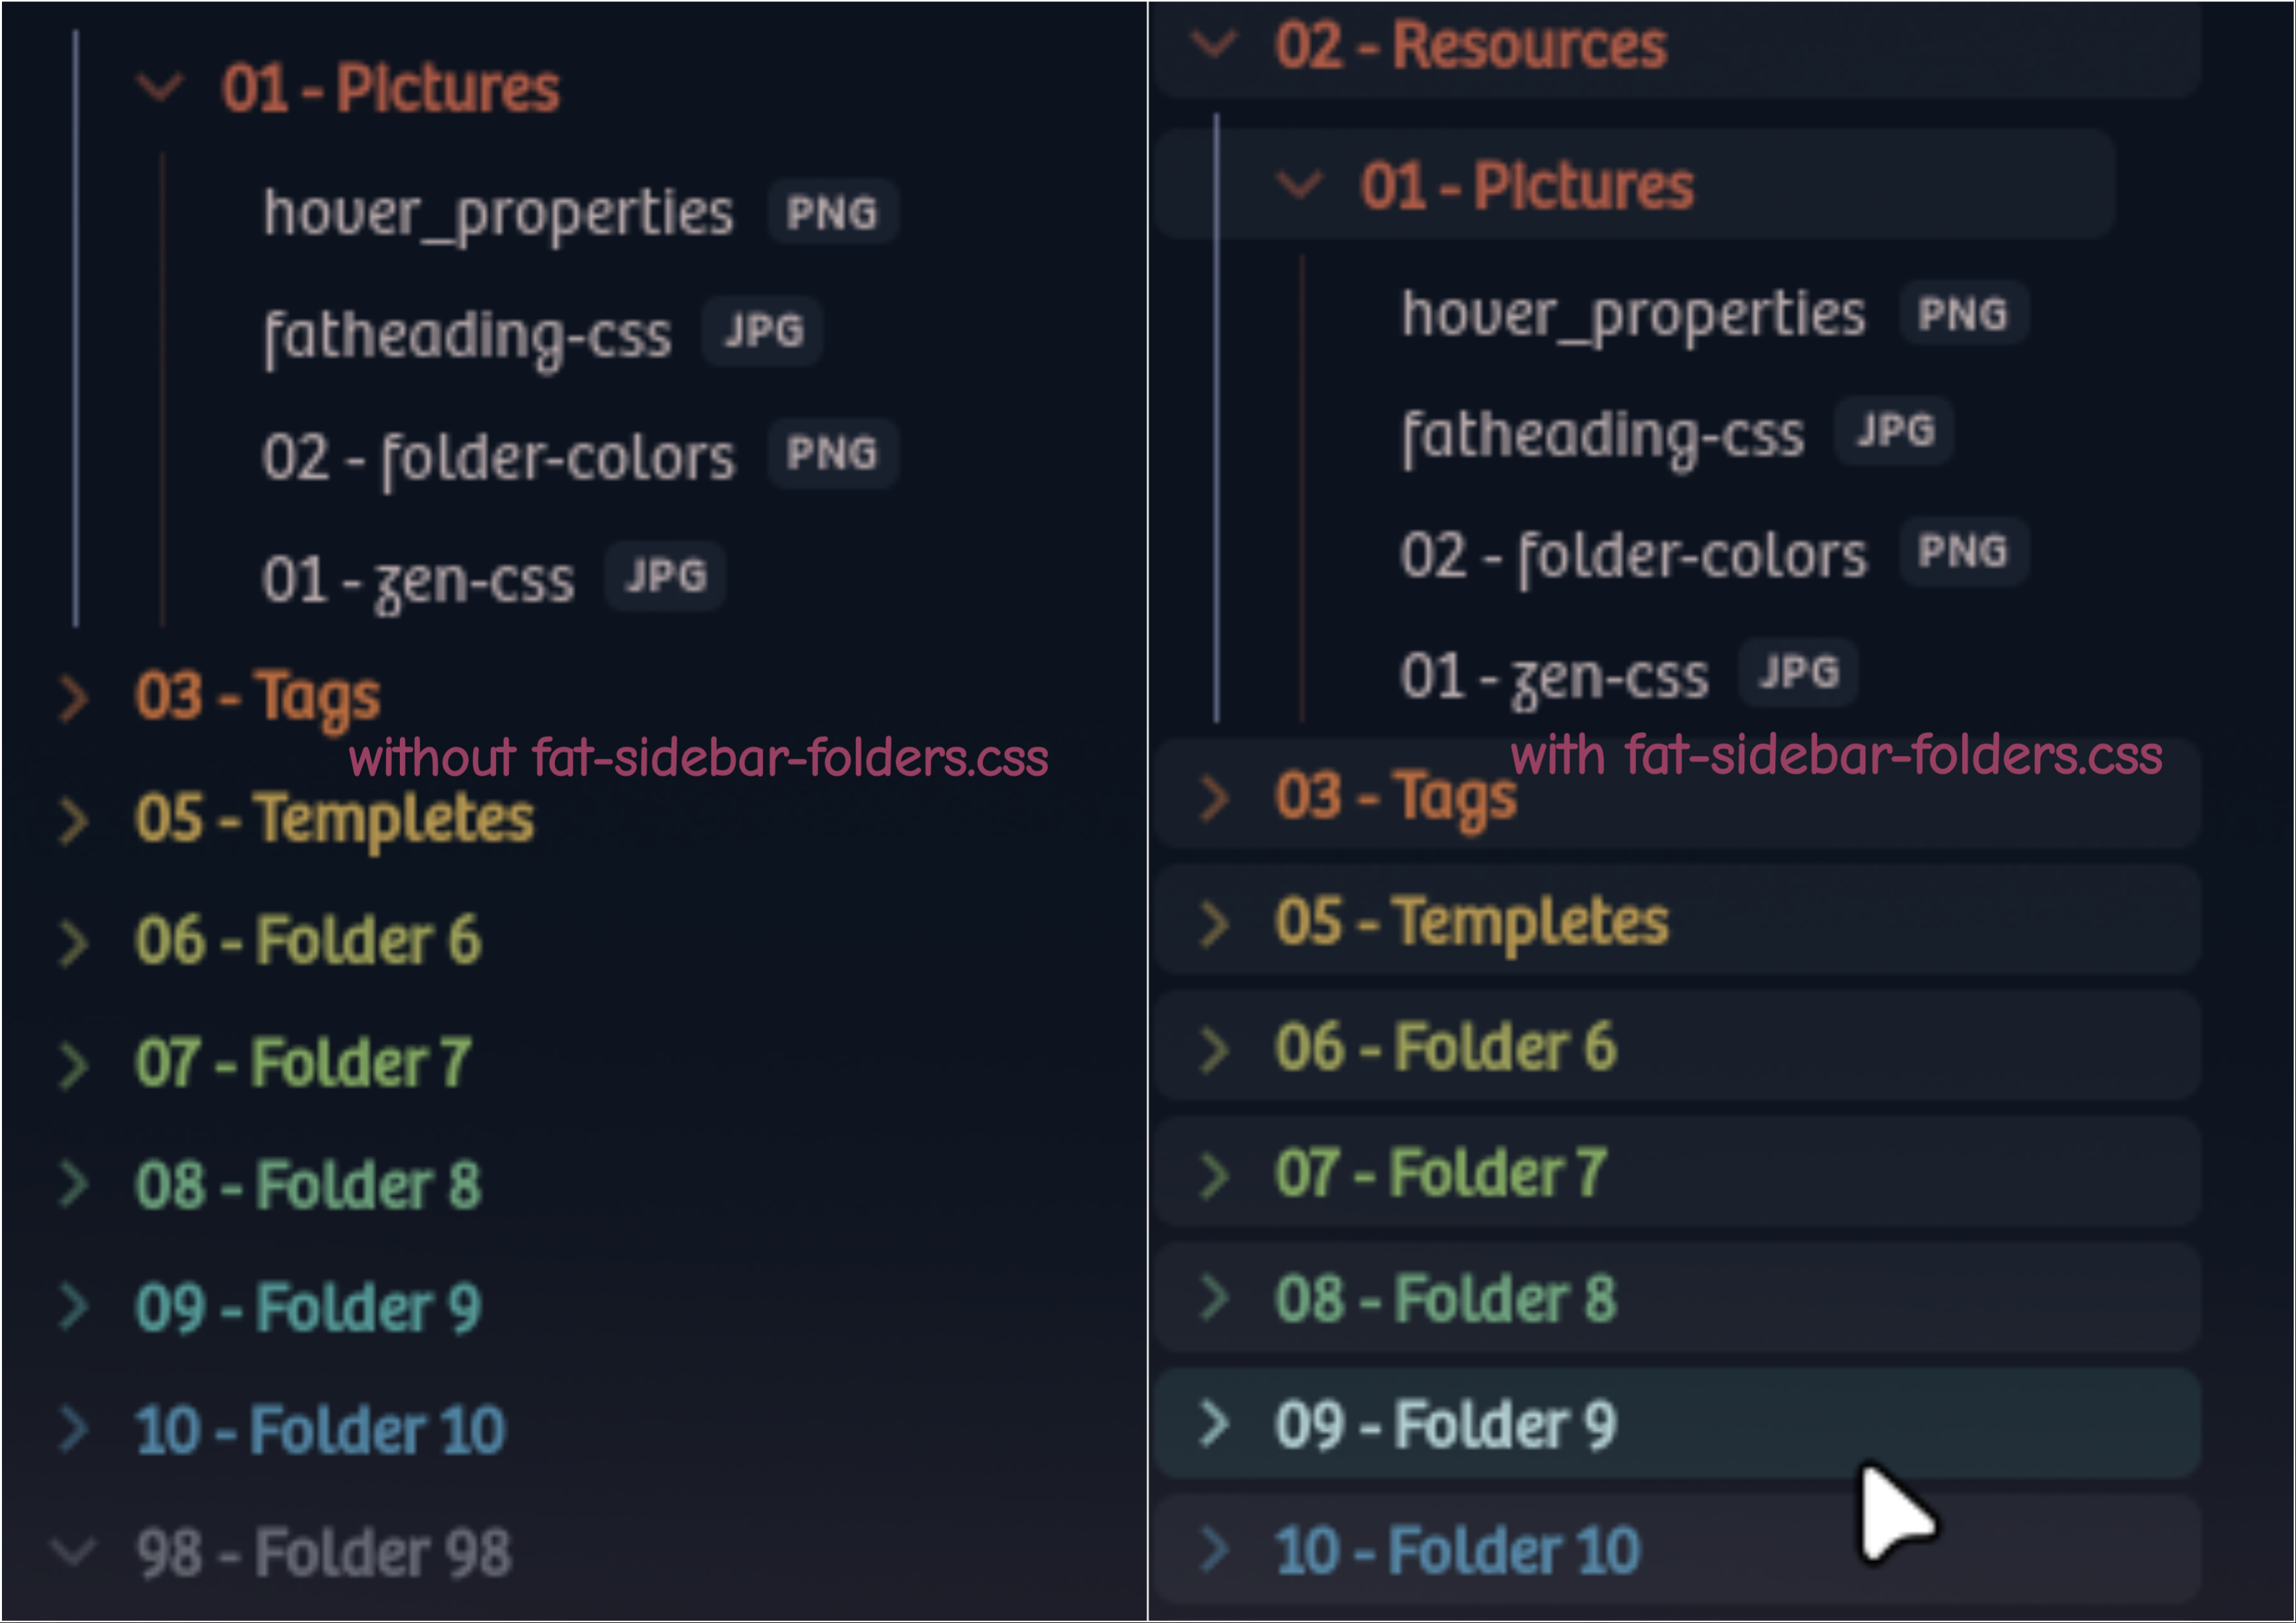 01 - PIctures
hover_properties PNG
fatheading-css JPG
02 - folder-colors PNG
01 - zen-css JPG
03 - Tags
without fat-sidebar-folders.css
05 - Templetes
06 - Folder 6
07 - Folder 7
08 - Folder 8
09 - Folder 9
10 - Folder 10
98 - Folder 98
02 - Resources
01 - PIctures
hover_properties PNG
fatheading-css JPG
02 - folder-colors PNG
01 - zen-css JPG
with fat-sidebar-folders.css
03 - Tags
05 - Templetes
06 - Folder 6
07 - Folder 7
08 - Folder 8
09 - Folder 9
10 - Folder 10